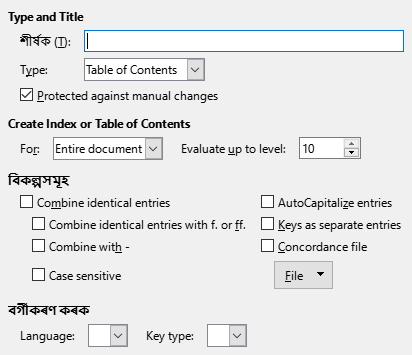 Type and Title
শীৰ্ষক (T):
Type: Table of Contents
Protected against manual changes
Create Index or Table of Contents
For: Entire document Evaluate up to level: 10
বিকল্পসমূহ
Combine identical entries AutoCapitalize entries
Combine identical entries with f. or ff. Keys as separate entries
Combine with - Concordance file
Case sensitive File
বৰ্গীকৰণ কৰক
Language: Key type: